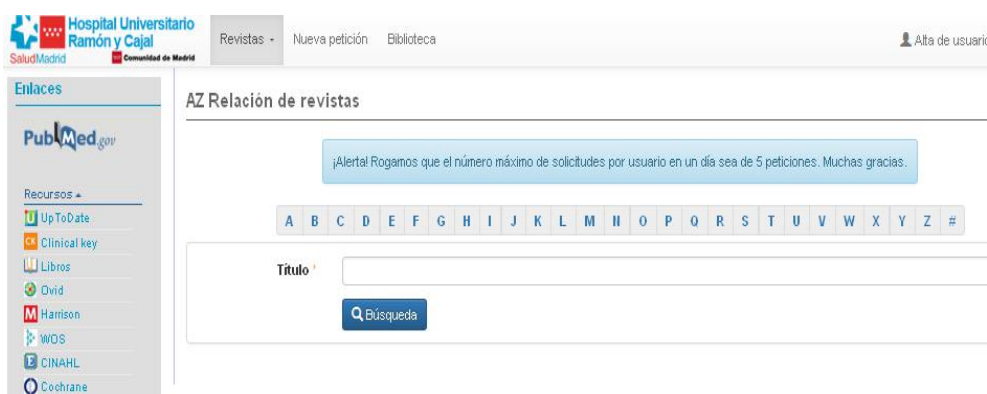 Hospital Universitario
Ramón y Cajal
SaludMadrid
Comunidad de Madrid
Revistas
Nueva petición
Biblioteca
Alta de usuario
Enlaces
PubMed.gov
Recursos
UpToDate
Clinical key
Libros
Ovid
Harrison
WOS
CINAHL
Cochrane
AZ Relación de revistas
¡Alerta! Rogamos que el número máximo de solicitudes por usuario en un día sea de 5 peticiones. Muchas gracias.
A B C D E F G H I J K L M N O P Q R S T U V W X Y Z #
Título *
Búsqueda